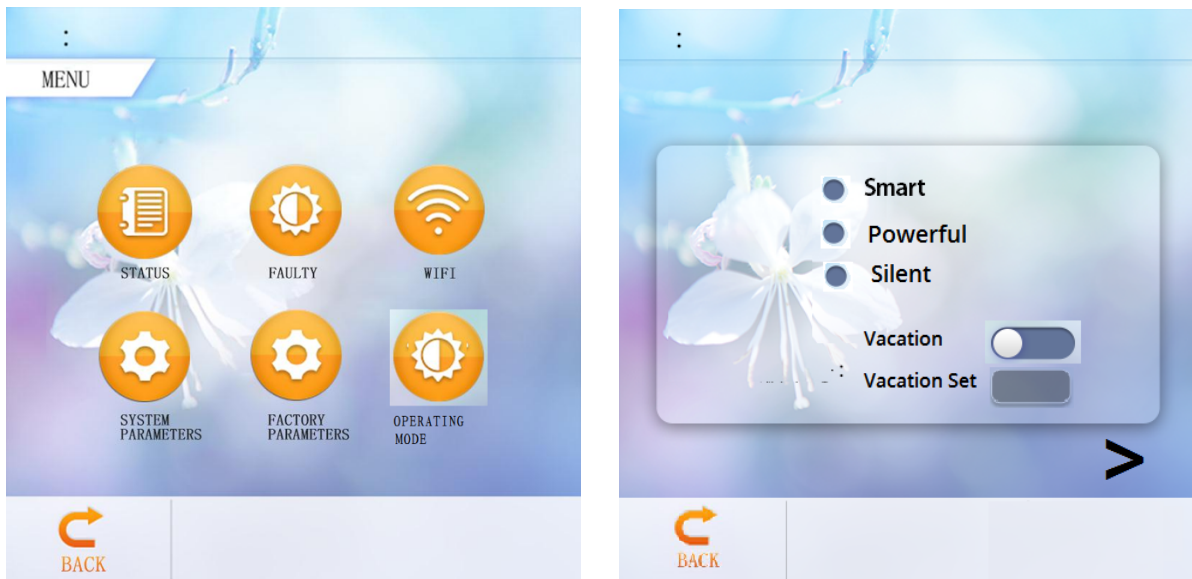 :
MENU
STATUS
FAULTY
WIFI
SYSTEM
PARAMETERS
FACTORY
PARAMETERS
OPERATING
MODE
BACK
:
Smart
Powerful
Silent
Vacation
Vacation Set
>
BACK